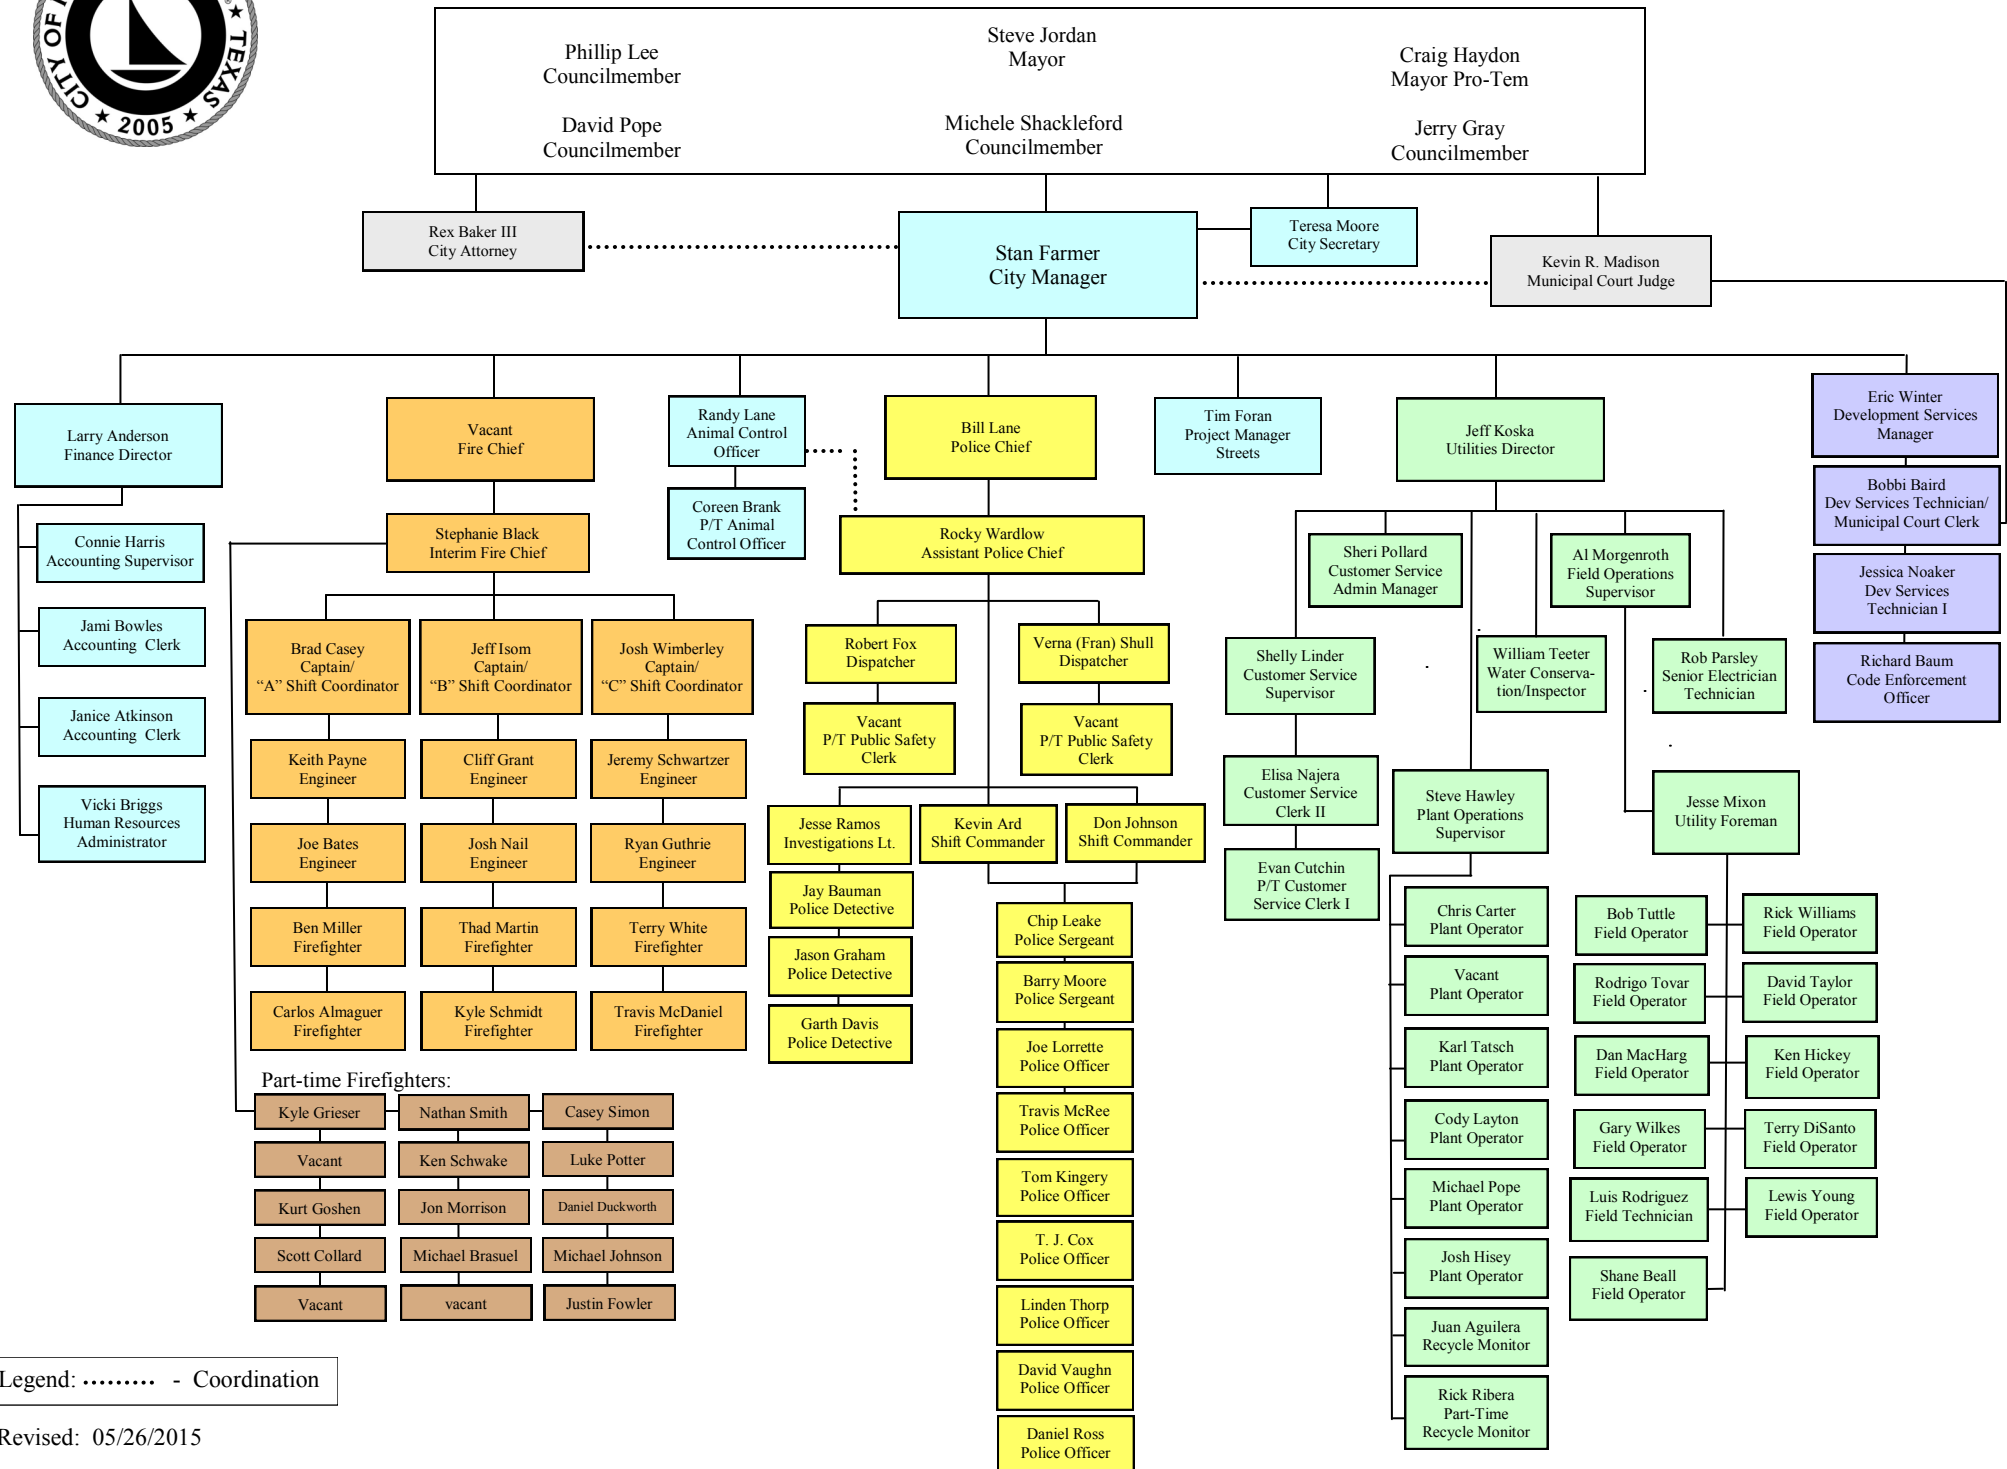 CITY OF
TEXAS
2005
Phillip Lee
Councilmember
Steve Jordan
Mayor
Craig Haydon
Mayor Pro-Tem
David Pope
Councilmember
Michele Shackleford
Councilmember
Jerry Gray
Councilmember
Rex Baker III
City Attorney
Stan Farmer
City Manager
Teresa Moore
City Secretary
Kevin R. Madison
Municipal Court Judge
Larry Anderson
Finance Director
Vacant
Fire Chief
Randy Lane
Animal Control
Officer
Bill Lane
Police Chief
Tim Foran
Project Manager
Streets
Jeff Koska
Utilities Director
Eric Winter
Development Services
Manager
Connie Harris
Accounting Supervisor
Jami Bowles
Accounting Clerk
Janice Atkinson
Accounting Clerk
Vicki Briggs
Human Resources
Administrator
Stephanie Black
Interim Fire Chief
Coreen Brank
P/T Animal
Control Officer
Rocky Wardlow
Assistant Police Chief
Bobbi Baird
Dev Services Technician/
Municipal Court Clerk
Jessica Noaker
Dev Services
Technician I
Richard Baum
Code Enforcement
Officer
Brad Casey
Captain/
“A” Shift Coordinator
Jeff Isom
Captain/
“B” Shift Coordinator
Josh Wimberley
Captain/
“C” Shift Coordinator
Keith Payne
Engineer
Cliff Grant
Engineer
Jeremy Schwartzer
Engineer
Joe Bates
Engineer
Josh Nail
Engineer
Ryan Guthrie
Engineer
Ben Miller
Firefighter
Thad Martin
Firefighter
Terry White
Firefighter
Carlos Almaguer
Firefighter
Kyle Schmidt
Firefighter
Travis McDaniel
Firefighter
Part-time Firefighters:
Kyle Grieser
Nathan Smith
Casey Simon
Vacant
Ken Schwake
Luke Potter
Kurt Goshen
Jon Morrison
Daniel Duckworth
Scott Collard
Michael Brasuel
Michael Johnson
Vacant
vacant
Justin Fowler
Robert Fox
Dispatcher
Verna (Fran) Shull
Dispatcher
Vacant
P/T Public Safety
Clerk
Vacant
P/T Public Safety
Clerk
Jesse Ramos
Investigations Lt.
Kevin Ard
Shift Commander
Don Johnson
Shift Commander
Jay Bauman
Police Detective
Jason Graham
Police Detective
Garth Davis
Police Detective
Chip Leake
Police Sergeant
Barry Moore
Police Sergeant
Joe Lorrette
Police Officer
Travis McRee
Police Officer
Tom Kingery
Police Officer
T. J. Cox
Police Officer
Linden Thorp
Police Officer
David Vaughn
Police Officer
Daniel Ross
Police Officer
Sheri Pollard
Customer Service
Admin Manager
Al Morgenroth
Field Operations
Supervisor
Shelly Linder
Customer Service
Supervisor
William Teeter
Water Conserva-
tion/Inspector
Rob Parsley
Senior Electrician
Technician
Elisa Najera
Customer Service
Clerk II
Evan Cutchin
P/T Customer
Service Clerk I
Steve Hawley
Plant Operations
Supervisor
Jesse Mixon
Utility Foreman
Chris Carter
Plant Operator
Vacant
Plant Operator
Karl Tatsch
Plant Operator
Cody Layton
Plant Operator
Michael Pope
Plant Operator
Josh Hisey
Plant Operator
Juan Aguilera
Recycle Monitor
Rick Ribera
Part-Time
Recycle Monitor
Bob Tuttle
Field Operator
Rick Williams
Field Operator
Rodrigo Tovar
Field Operator
David Taylor
Field Operator
Dan MacHarg
Field Operator
Ken Hickey
Field Operator
Gary Wilkes
Field Operator
Terry DiSanto
Field Operator
Luis Rodriguez
Field Technician
Lewis Young
Field Operator
Shane Beall
Field Operator
Legend: ......... - Coordination
Revised: 05/26/2015